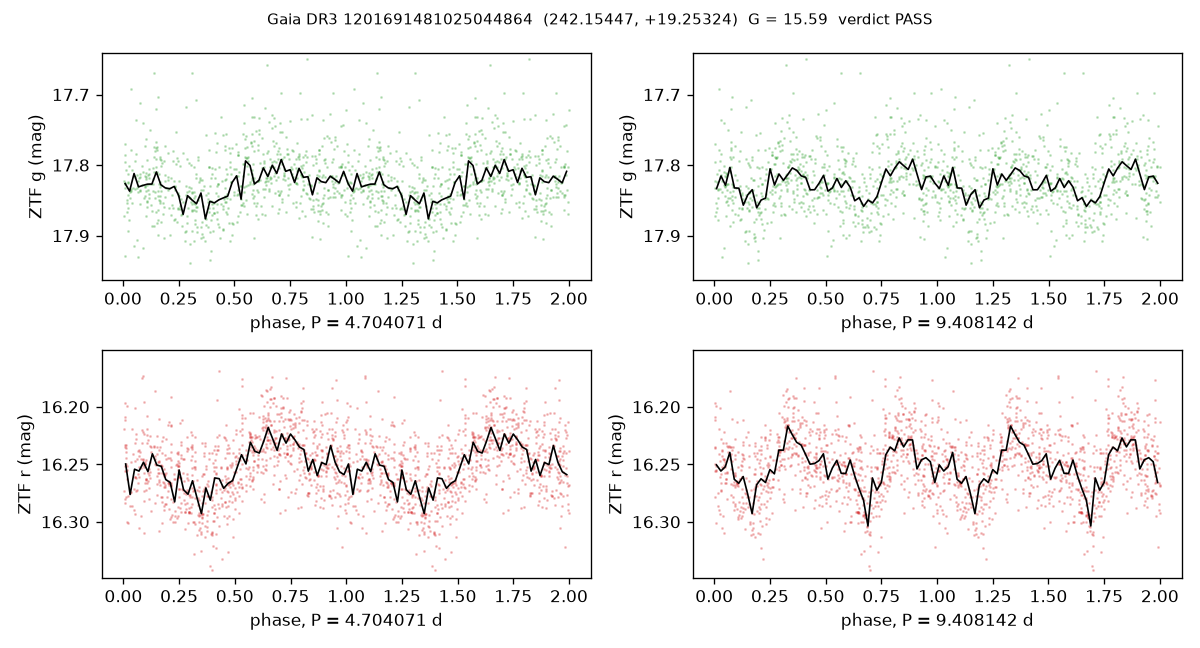 Gaia DR3 1201691481025044864 (242.15447, +19.25324) G = 15.59 verdict PASS
ZTF g (mag)
17.7
17.8
17.9
0.00 0.25 0.50 0.75 1.00 1.25 1.50 1.75 2.00
phase, P = 4.704071 d
ZTF g (mag)
17.7
17.8
17.9
0.00 0.25 0.50 0.75 1.00 1.25 1.50 1.75 2.00
phase, P = 9.408142 d
ZTF r (mag)
16.20
16.25
16.30
0.00 0.25 0.50 0.75 1.00 1.25 1.50 1.75 2.00
phase, P = 4.704071 d
ZTF r (mag)
16.20
16.25
16.30
0.00 0.25 0.50 0.75 1.00 1.25 1.50 1.75 2.00
phase, P = 9.408142 d